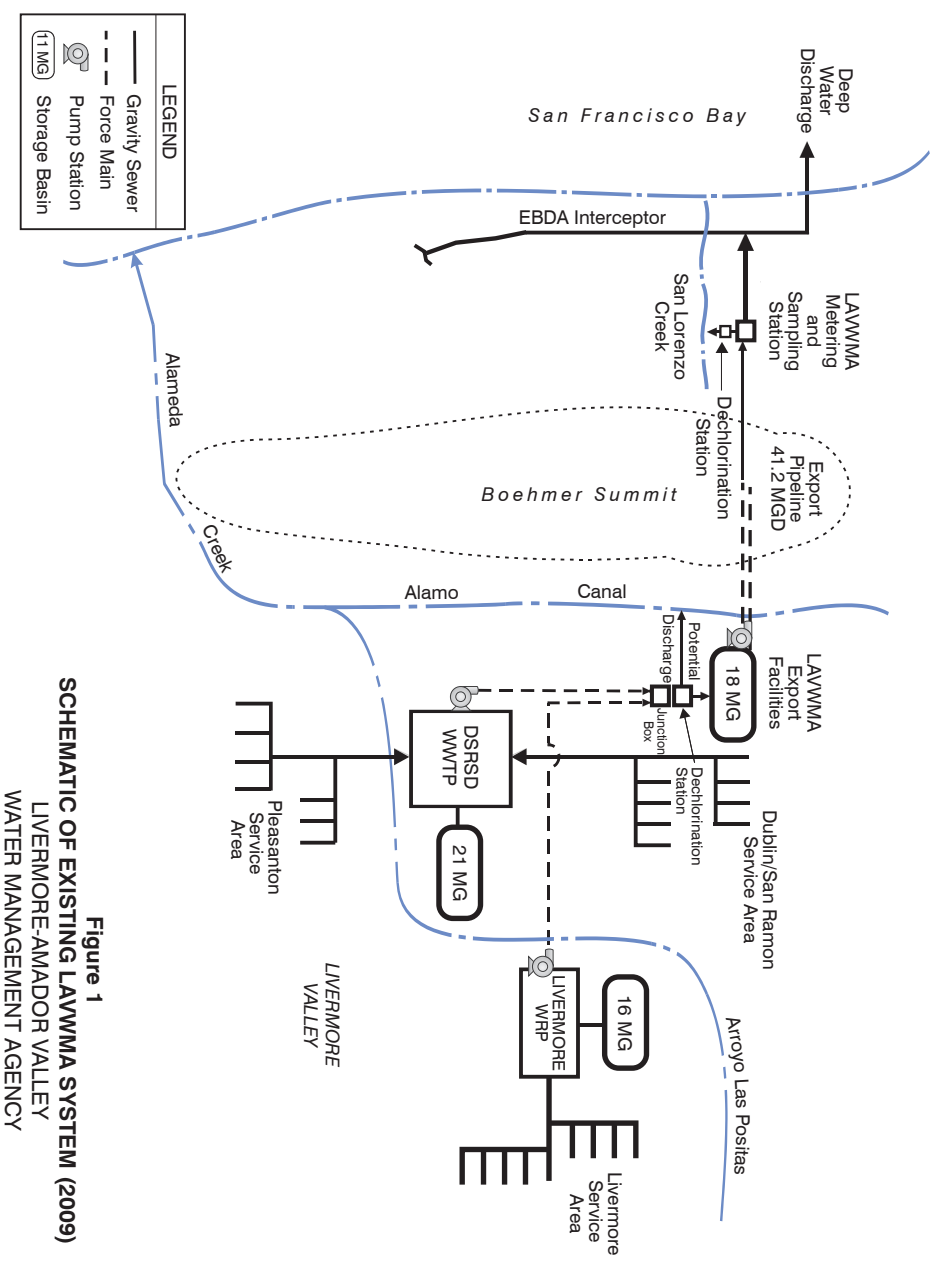 Deep
Water
Discharge
San Francisco Bay
EBDA Interceptor
LAVWMA
Metering
and
Sampling
Station
San Lorenzo
Creek
Dechlorination
Station
Export
Pipeline
41.2 MGD
Boehmer Summit
Alameda
Creek
Alamo
Canal
LAVWMA
Export
Facilities
18 MG
Potential
Discharge
Junction
Box
Dechlorination
Station
Dublin/San Ramon
Service Area
DSRSD
WWTP
21 MG
Pleasanton
Service
Area
LIVERMORE
WRP
16 MG
Livermore
Service
Area
Arroyo Las Positas
LIVERMORE
VALLEY
LEGEND
Gravity Sewer
Force Main
Pump Station
11 MG
Storage Basin
Figure 1
SCHEMATIC OF EXISTING LAVWMA SYSTEM (2009)
LIVERMORE-AMADOR VALLEY
WATER MANAGEMENT AGENCY